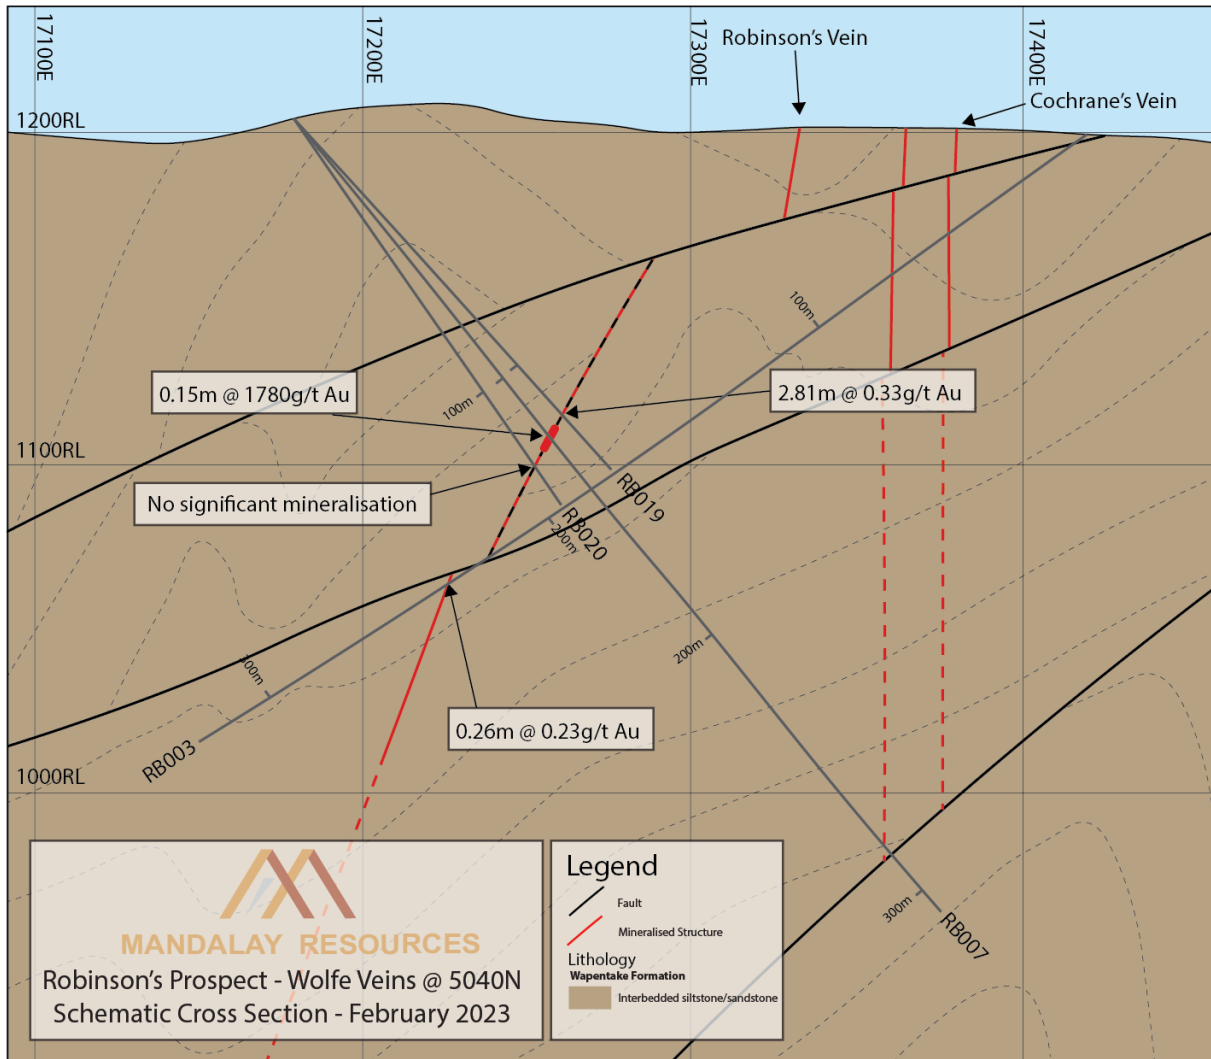 17100E
17200E
17300E
17400E
Robinson's Vein
Cochrane's Vein
1200RL
100m
0.15m @ 1780g/t Au
2.81m @ 0.33g/t Au
100m
1100RL
No significant mineralisation
RB019
RB020
200m
200m
300m
0.26m @ 0.23g/t Au
RB003
1000RL
300m
RB007
MANDALAY RESOURCES
Robinson's Prospect - Wolfe Veins @ 5040N
Schematic Cross Section - February 2023
Legend
Fault
Mineralised Structure
Lithology
Wapentake Formation
Interbedded siltstone/sandstone